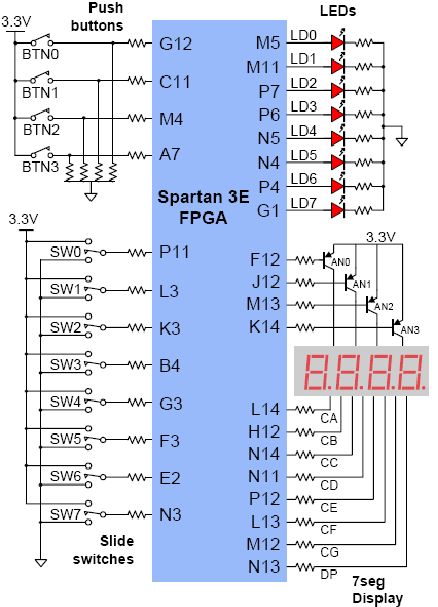 Push
buttons
LEDs
3.3V
BTN0
BTN1
BTN2
BTN3
G12
C11
M4
A7
M5
M11
P7
P6
N5
N4
P4
G1
LD0
LD1
LD2
LD3
LD4
LD5
LD6
LD7
Spartan 3E
FPGA
3.3V
SW0
SW1
SW2
SW3
SW4
SW5
SW6
SW7
P11
L3
K3
B4
G3
F3
E2
N3
Slide
switches
F12
J12
M13
K14
3.3V
AN0
AN1
AN2
AN3
8.8.8.8.
L14
H12
N14
N11
P12
L13
M12
N13
CA
CB
CC
CD
CE
CF
CG
DP
7seg
Display